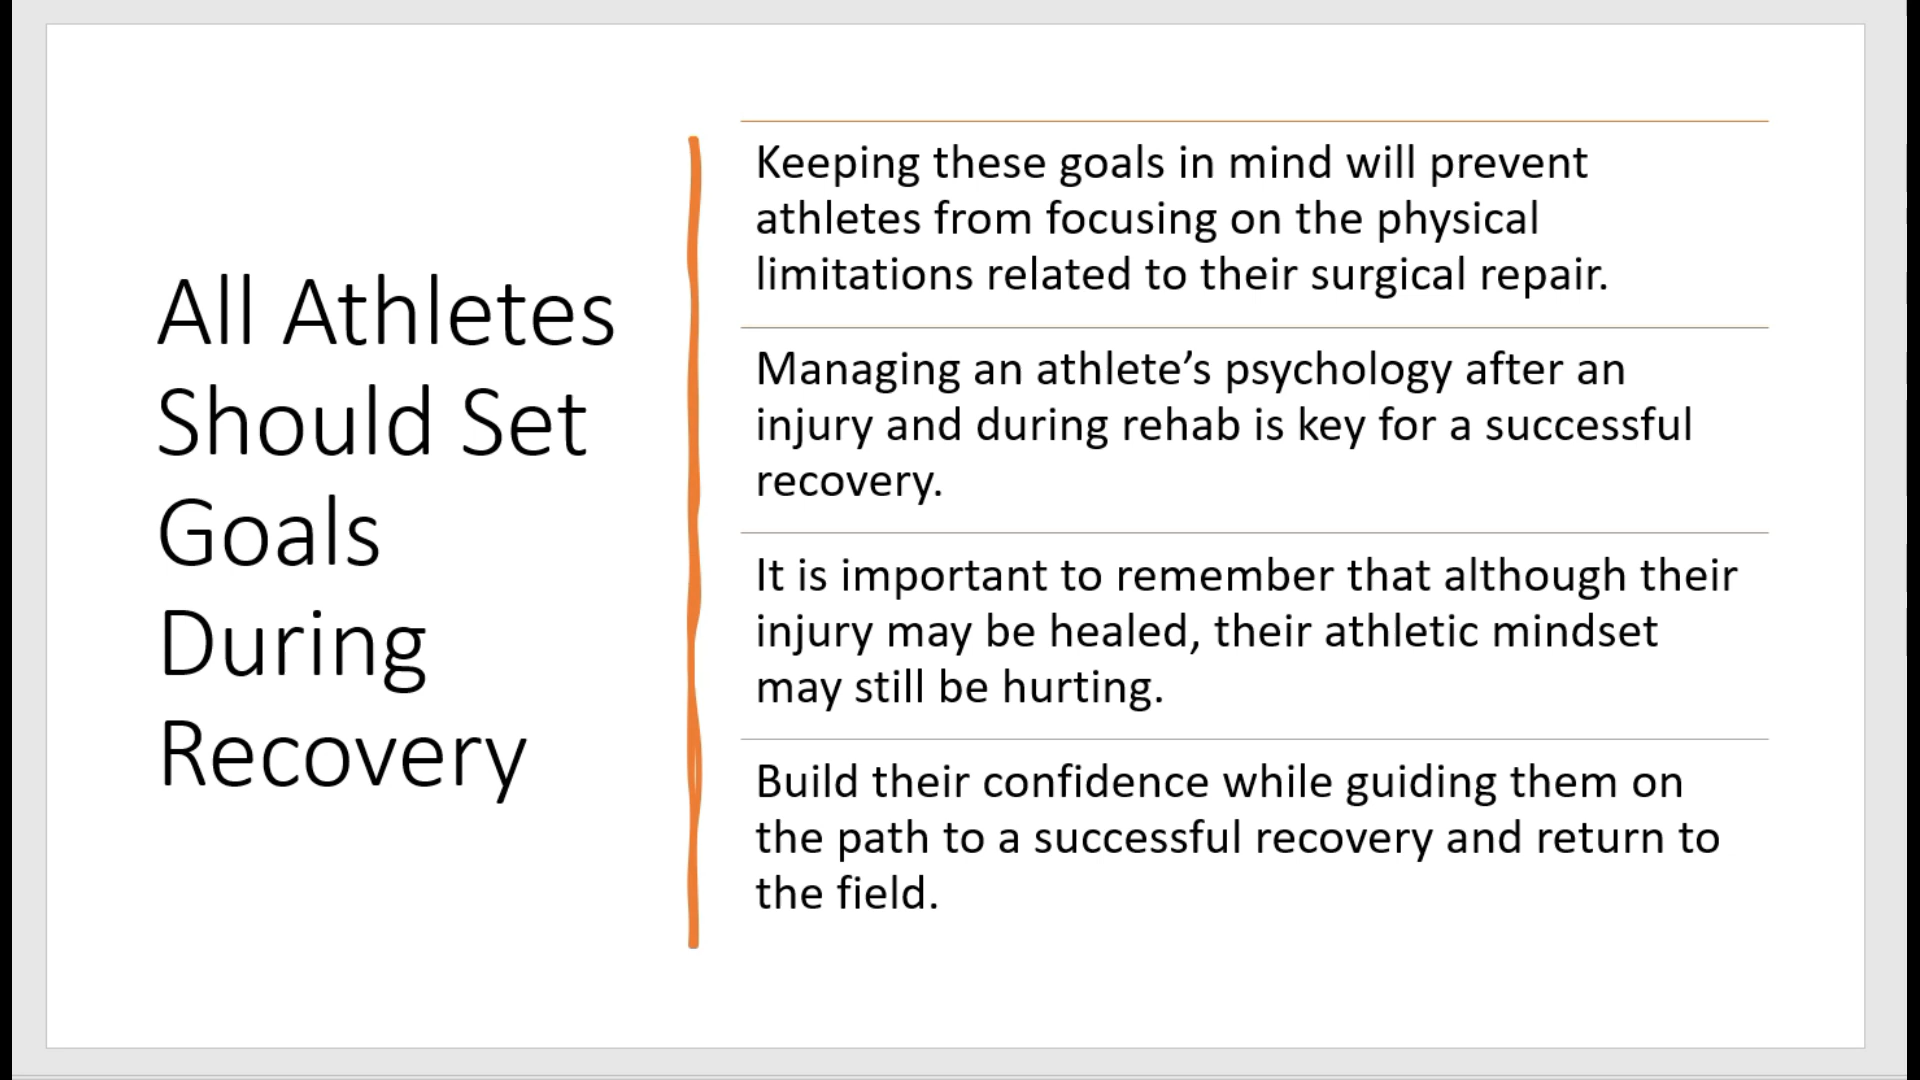 All Athletes
Should Set
Goals
During
Recovery
Keeping these goals in mind will prevent
athletes from focusing on the physical
limitations related to their surgical repair.
Managing an athlete’s psychology after an
injury and during rehab is key for a successful
recovery.
It is important to remember that although their
injury may be healed, their athletic mindset
may still be hurting.
Build their confidence while guiding them on
the path to a successful recovery and return to
the field.